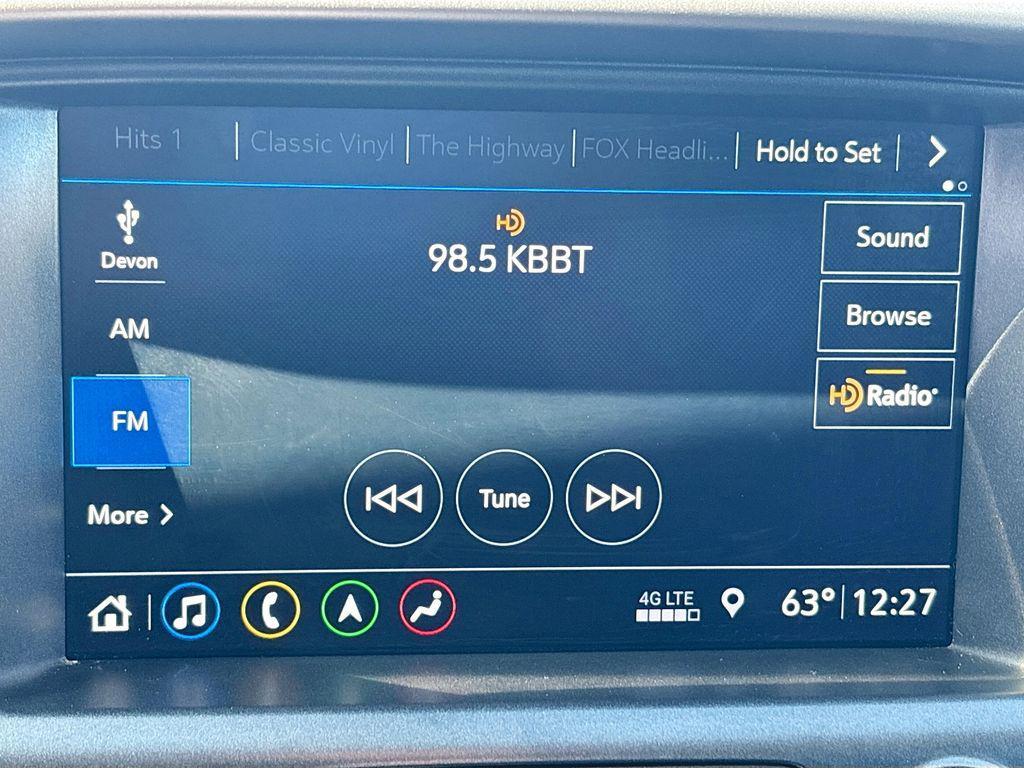 Hits 1 Classic Vinyl The Highway FOX Headli... Hold to Set
Devon
HD
98.5 KBBT
Sound
AM
Browse
FM
HD Radio
More
Tune
4G LTE
63° 12:27